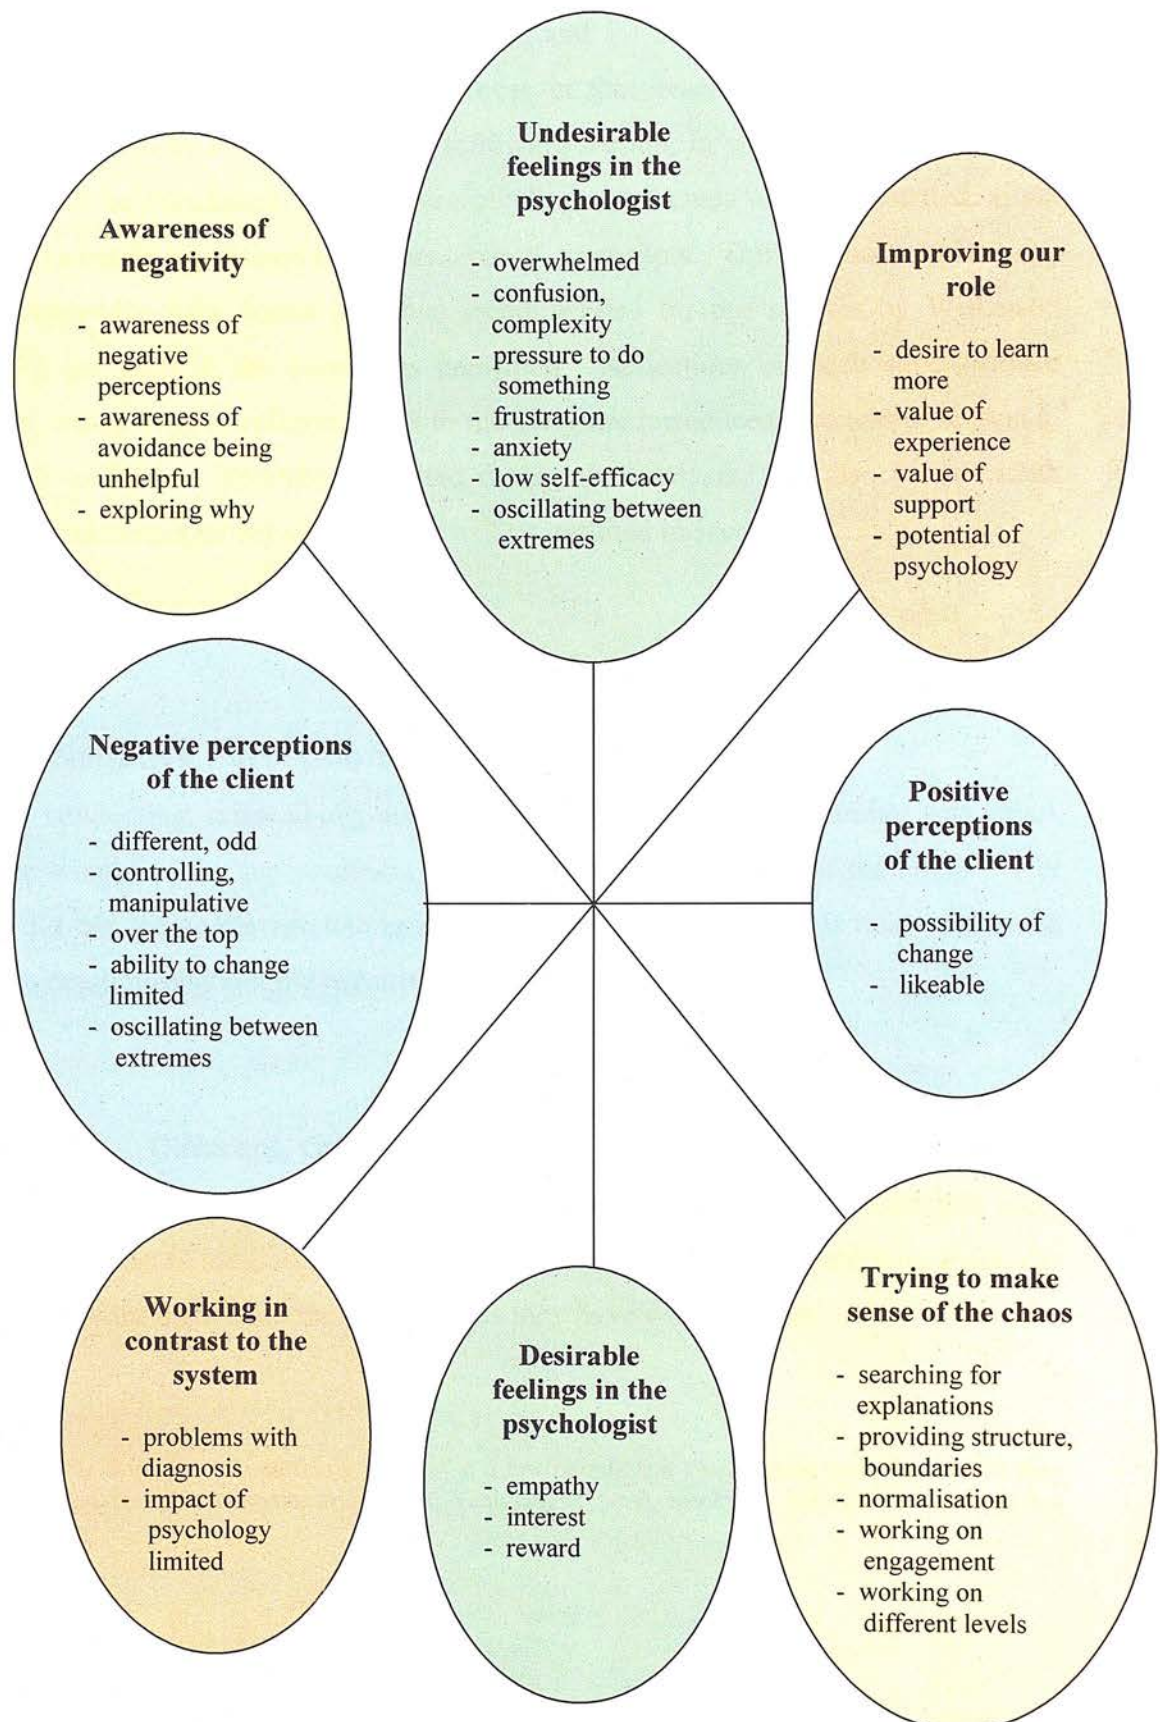 Undesirable
feelings in the
psychologist
- overwhelmed
- confusion,
complexity
- pressure to do
something
- frustration
- anxiety
- low self-efficacy
- oscillating between
extremes
Awareness of
negativity
- awareness of
negative
perceptions
- awareness of
avoidance being
unhelpful
- exploring why
Improving our
role
- desire to learn
more
- value of
experience
- value of
support
- potential of
psychology
Negative perceptions
of the client
- different, odd
- controlling,
manipulative
- over the top
- ability to change
limited
- oscillating between
extremes
Positive
perceptions
of the client
- possibility of
change
- likeable
Working in
contrast to the
system
- problems with
diagnosis
- impact of
psychology
limited
Desirable
feelings in the
psychologist
- empathy
- interest
- reward
Trying to make
sense of the chaos
- searching for
explanations
- providing structure,
boundaries
- normalisation
- working on
engagement
- working on
different levels